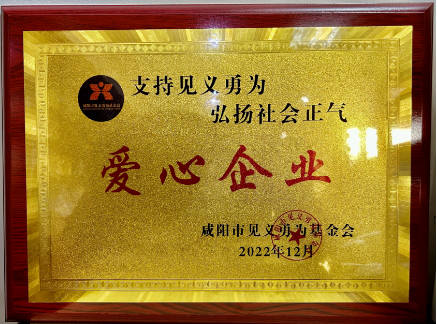 支持见义勇为
弘扬社会正气
爱心企业
咸阳市见义勇为基金会
2022年12月